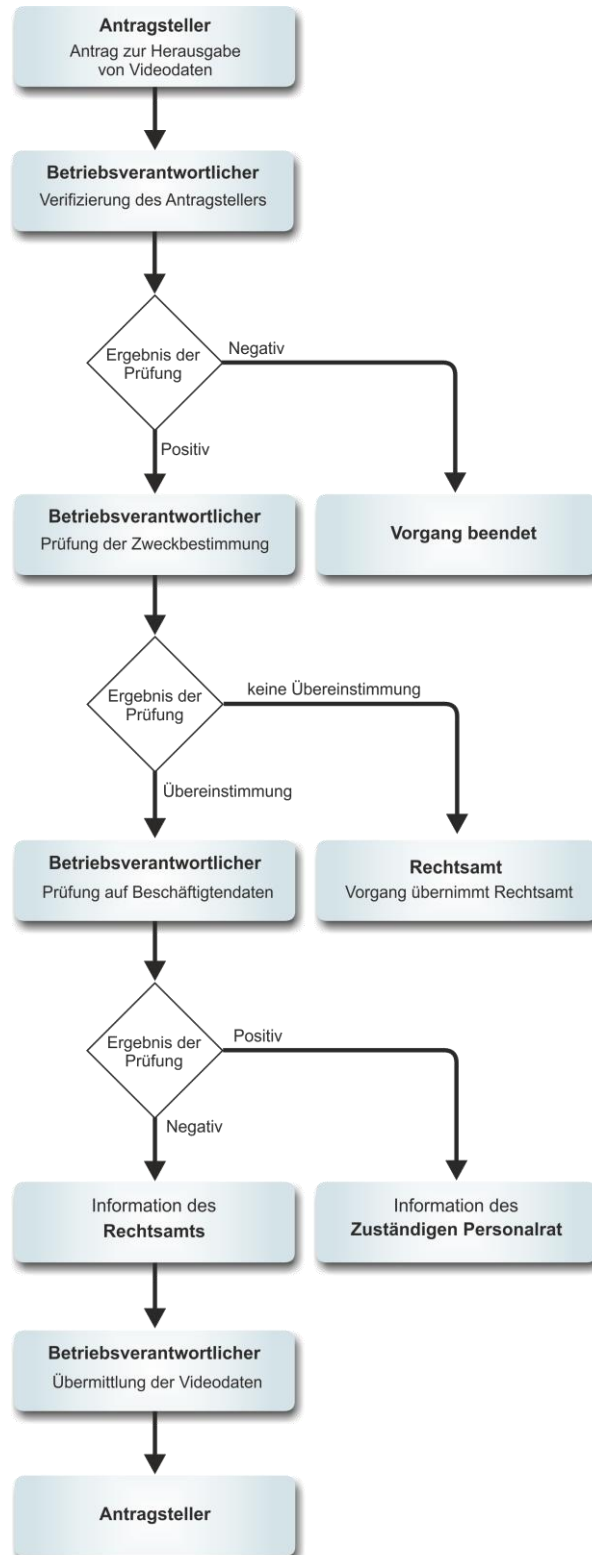 Antragsteller
Antrag zur Herausgabe
von Videodaten
Betriebsverantwortlicher
Verifizierung des Antragstellers
Ergebnis der
Prüfung
Negativ
Positiv
Betriebsverantwortlicher
Prüfung der Zweckbestimmung
Vorgang beendet
Ergebnis der
Prüfung
keine Übereinstimmung
Übereinstimmung
Betriebsverantwortlicher
Prüfung auf Beschäftigtendaten
Rechtsamt
Vorgang übernimmt Rechtsamt
Ergebnis der
Prüfung
Positiv
Negativ
Information des
Rechtsamts
Information des
Zuständigen Personalrat
Betriebsverantwortlicher
Übermittlung der Videodaten
Antragsteller